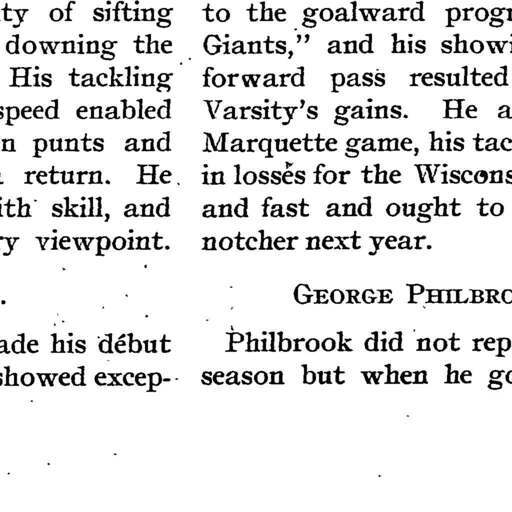 ty of sifting
downing the
His tackling
speed enabled
n punts and
return. He
ith skill, and
ry viewpoint.
ade his début
showed excep-
to the goalward progr
Giants," and his showi
forward pass resulted
Varsity's gains. He a
Marquette game, his tac
in losses for the Wiscons
and fast and ought to
notcher next year.
GEORGE PHILBRO
Philbrook did not rep
season but when he go